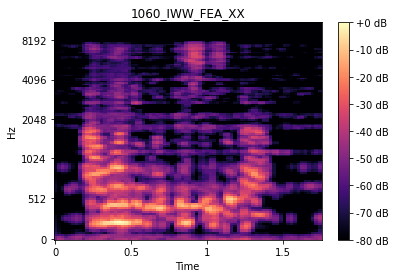 1060_IWW_FEA_XX
8192
4096
2048
1024
512
0
Hz
0
0.5
1
1.5
Time
+0 dB
-10 dB
-20 dB
-30 dB
-40 dB
-50 dB
-60 dB
-70 dB
-80 dB